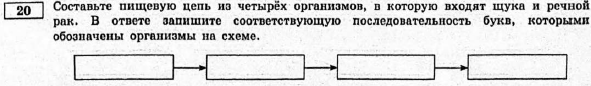 20 Составьте пищевую цепь из четырёх организмов, в которую входят щука и речной
рак. В ответе запишите соответствующую последовательность букв, которыми
обозначены организмы на схеме.